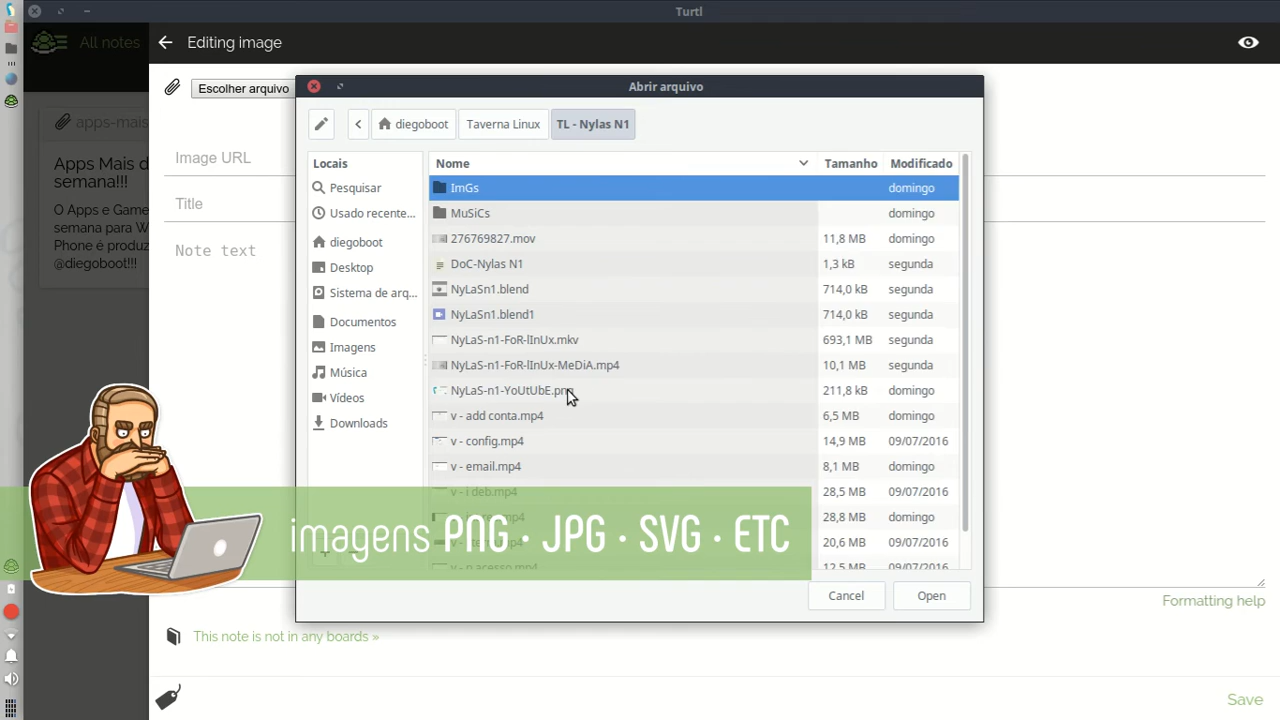 Turtl
All notes
Editing image
Escolher arquivo
Abrir arquivo
apps-mais
diegoboot
Taverna Linux
TL - Nylas N1
Image URL
Apps Mais d
semana!!!
Title
O Apps e Game
semana para W
Phone é produz
@diegoboot!!!
Note text
Locais
Pesquisar
Usado recente...
diegoboot
Desktop
Sistema de arq...
Documentos
Imagens
Música
Vídeos
Downloads
Nome Tamanho Modificado
ImGs domingo
MuSiCs domingo
276769827.mov 11,8 MB domingo
DoC-Nylas N1 1,3 kB segunda
NyLaSn1.blend 714,0 kB segunda
NyLaSn1.blend1 714,0 kB segunda
NyLaS-n1-FoR-lInUx.mkv 693,1 MB segunda
NyLaS-n1-FoR-lInUx-MeDiA.mp4 10,1 MB segunda
NyLaS-n1-YoUtUbE.png 211,8 kB domingo
v - add conta.mp4 6,5 MB domingo
v - config.mp4 14,9 MB 09/07/2016
v - email.mp4 8,1 MB domingo
v - i deb.mp4 28,5 MB 09/07/2016
28,8 MB domingo
20,6 MB 09/07/2016
12,5 MB 09/07/2016
imagens PNG · JPG · SVG · ETC
Cancel
Open
Formatting help
This note is not in any boards »
Save